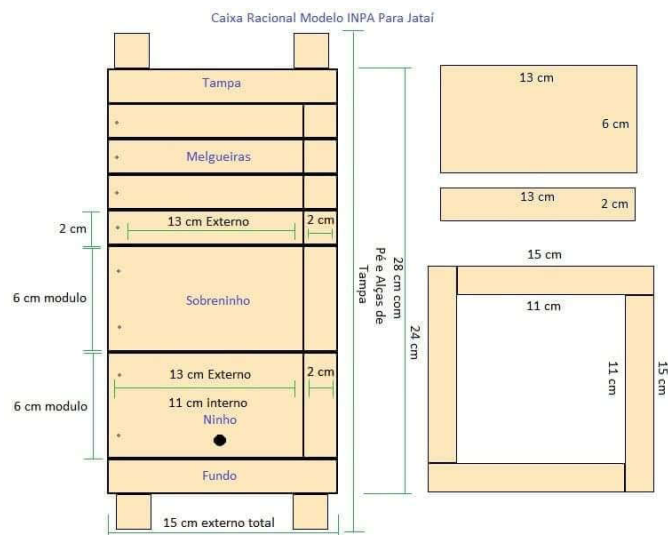 Caixa Racional Modelo INPA Para Jataí
Tampa
Melgueiras
2 cm
13 cm Externo
2 cm
6 cm modulo
Sobreninho
6 cm modulo
13 cm Externo
2 cm
11 cm interno
Ninho
Fundo
15 cm externo total
28 cm com
Pé e Alças de
Tampa
24 cm
13 cm
6 cm
13 cm
2 cm
15 cm
11 cm
11 cm
15 cm